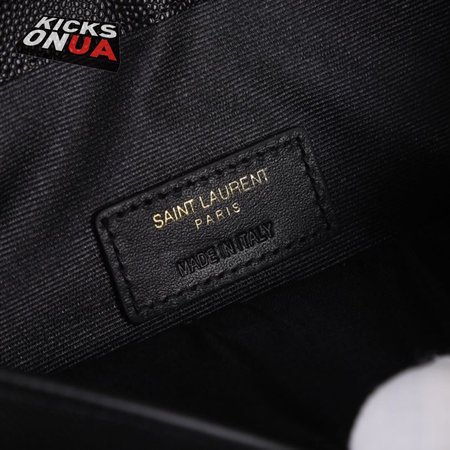 KICKS
ONUA
SAINT LAURENT
PARIS
MADE IN ITALY